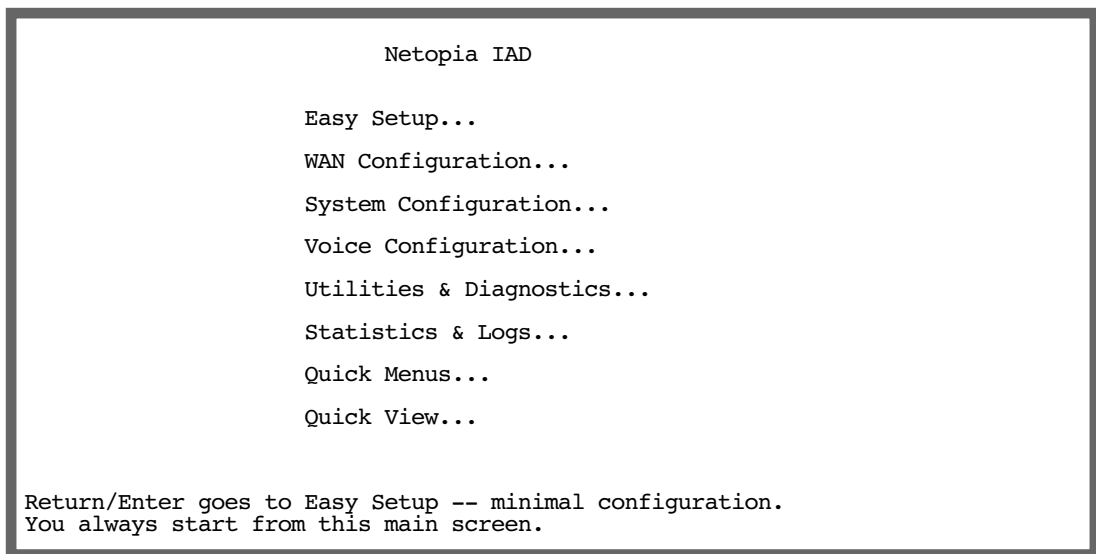 Netopia IAD
Easy Setup...
WAN Configuration...
System Configuration...
Voice Configuration...
Utilities & Diagnostics...
Statistics & Logs...
Quick Menus...
Quick View...
Return/Enter goes to Easy Setup -- minimal configuration.
You always start from this main screen.